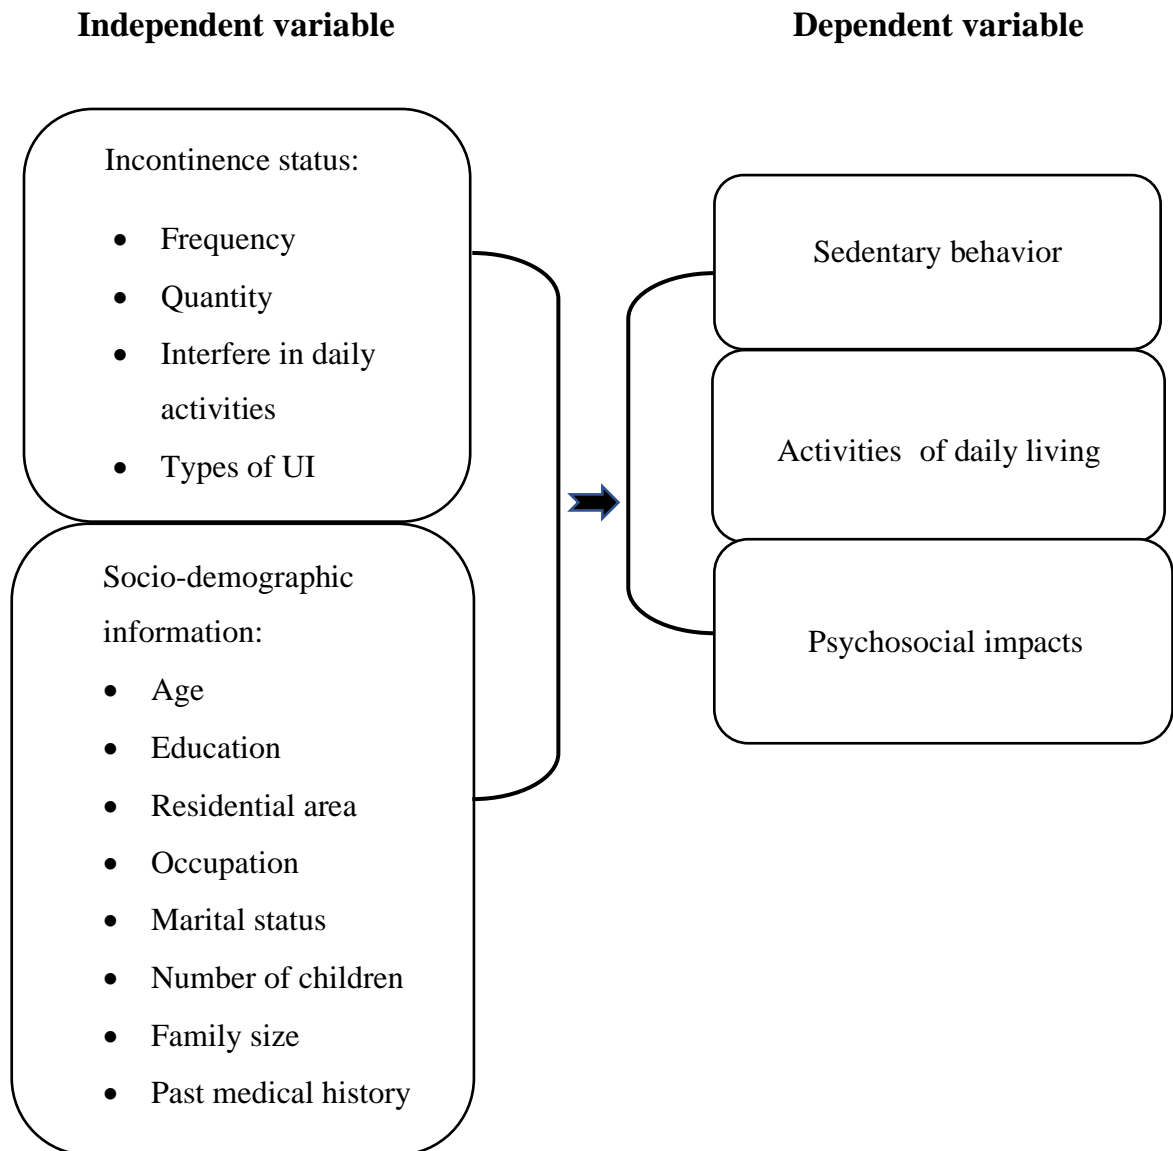 Independent variable
Dependent variable
Incontinence status:
• Frequency
• Quantity
• Interfere in daily
activities
• Types of UI
Socio-demographic
information:
• Age
• Education
• Residential area
• Occupation
• Marital status
• Number of children
• Family size
• Past medical history
Sedentary behavior
Activities of daily living
Psychosocial impacts